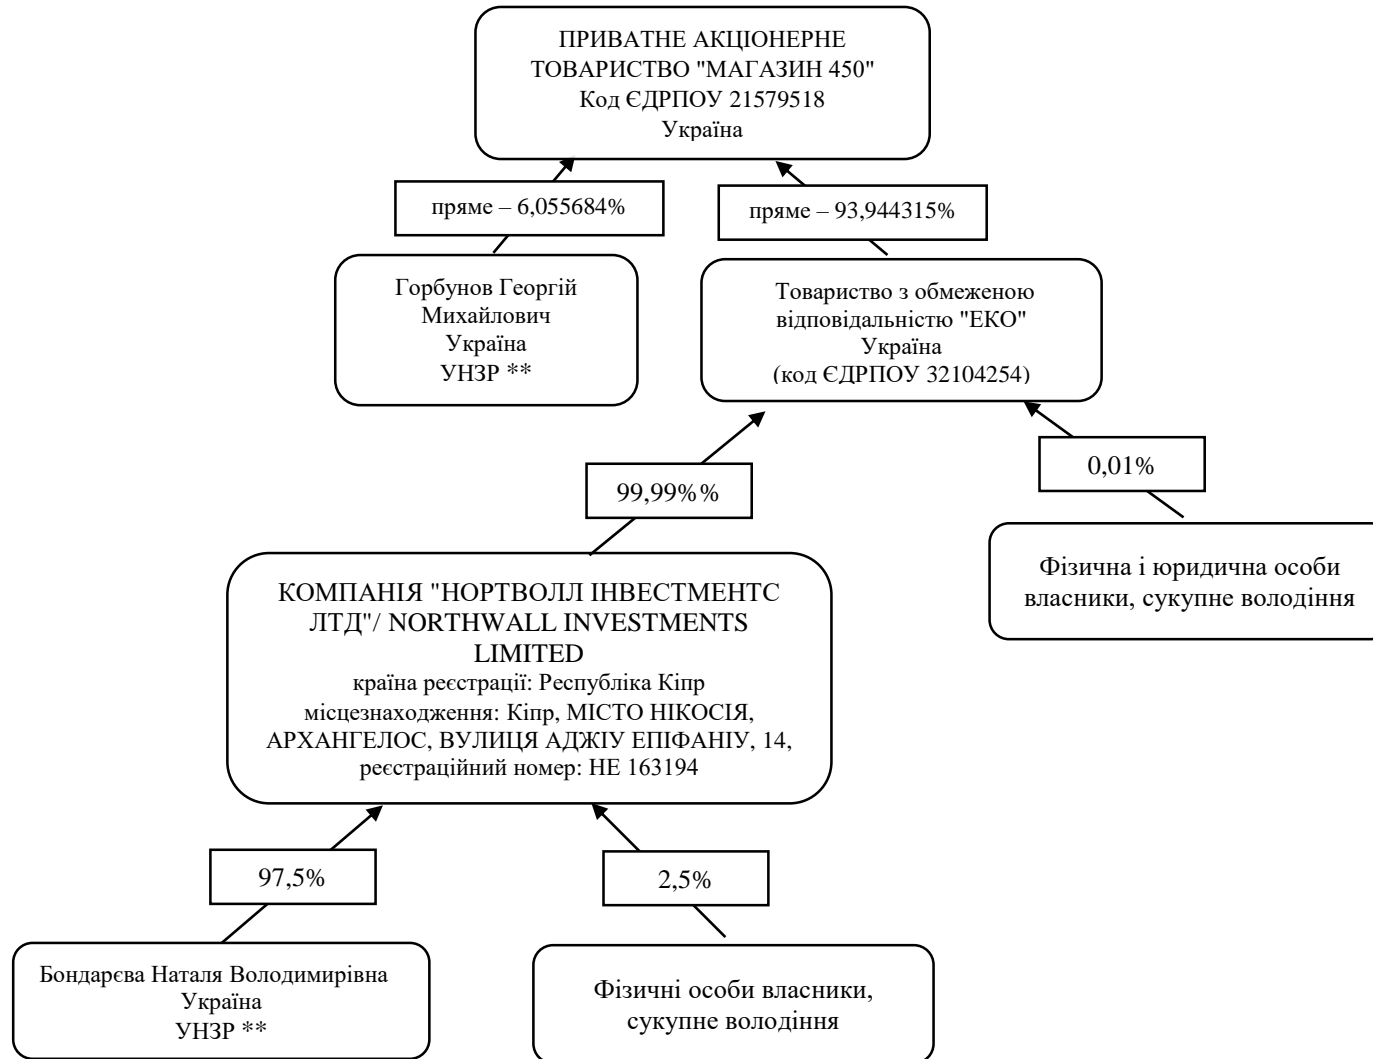 ПРИВАТНЕ АКЦІОНЕРНЕ
ТОВАРИСТВО "МАГАЗИН 450"
Код ЄДРПОУ 21579518
Україна
пряме – 6,055684%
пряме – 93,944315%
Горбунов Георгій
Михайлович
Україна
УНЗР **
Товариство з обмеженою
відповідальністю "ЕКО"
Україна
(код ЄДРПОУ 32104254)
99,99%%
0,01%
КОМПАНІЯ "НОРТВОЛЛ ІНВЕСТМЕНТС
ЛТД"/ NORTHWALL INVESTMENTS
LIMITED
країна реєстрації: Республіка Кіпр
місцезнаходження: Кіпр, МІСТО НІКОСІЯ,
АРХАНГЕЛОС, ВУЛИЦЯ АДЖІУ ЕПІФАНІУ, 14,
реєстраційний номер: НЕ 163194
Фізична і юридична особи
власники, сукупне володіння
97,5%
2,5%
Бондарєва Наталя Володимирівна
Україна
УНЗР **
Фізичні особи власники,
сукупне володіння